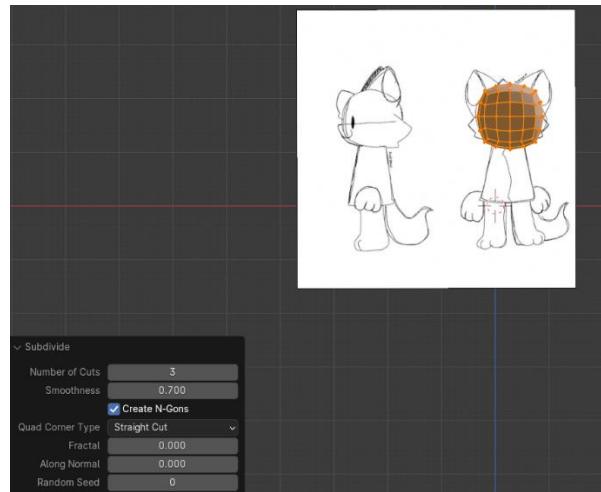 Subdivide
Number of Cuts 3
Smoothness 0.700
Create N-Gons
Quad Corner Type Straight Cut
Fractal 0.000
Along Normal 0.000
Random Seed 0